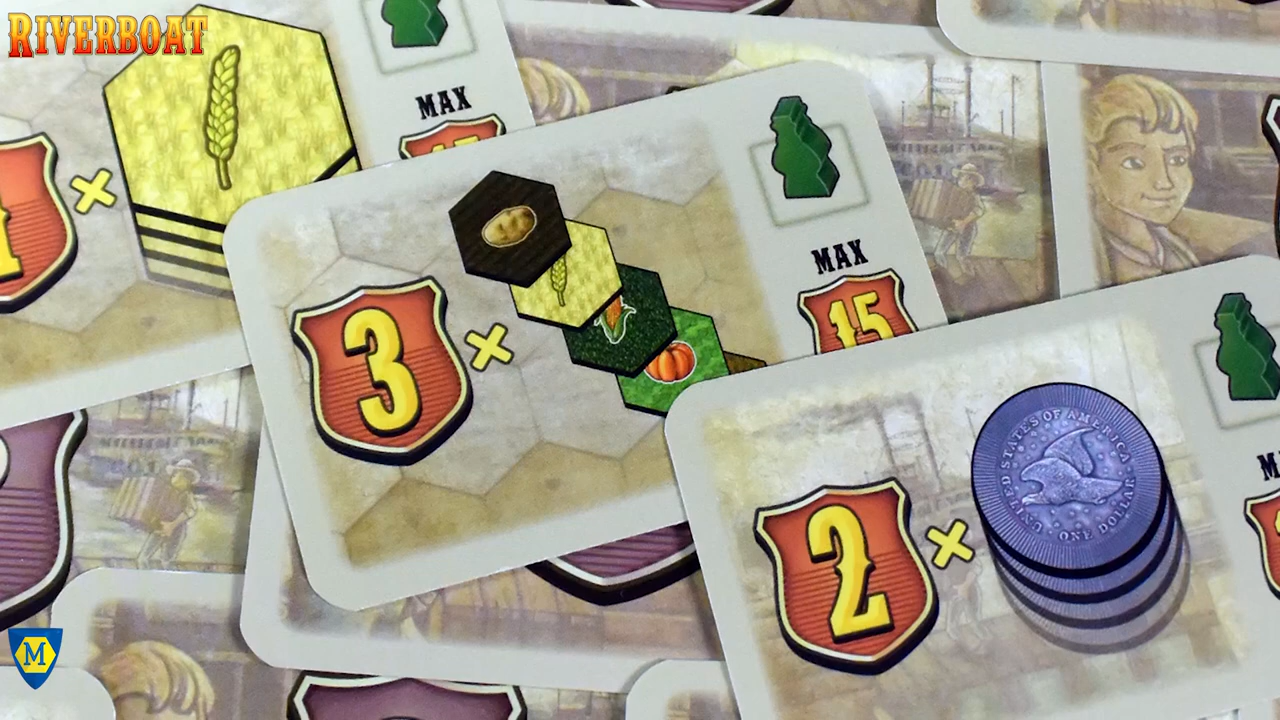 RIVERBOAT
MAX
3
MAX
15
2
UNITED STATES OF AMERICA
ONE DOLLAR
M